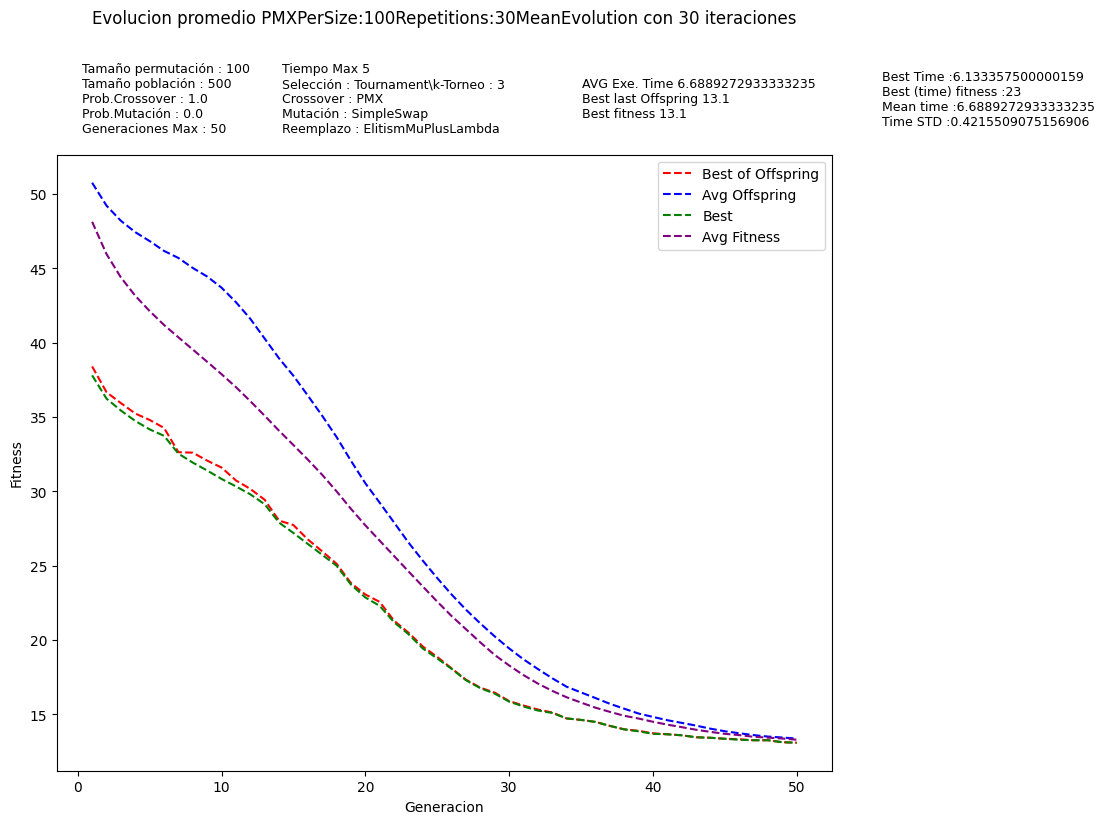 Evolucion promedio PMXPerSize:100Repetitions:30MeanEvolution con 30 iteraciones
Tamaño permutación : 100
Tamaño población : 500
Prob.Crossover : 1.0
Prob.Mutación : 0.0
Generaciones Max : 50
Tiempo Max 5
Selección : Tournament\k-Torneo : 3
Crossover : PMX
Mutación : SimpleSwap
Reemplazo : ElitismMuPlusLambda
AVG Exe. Time 6.6889272933333235
Best last Offspring 13.1
Best fitness 13.1
Best Time :6.133357500000159
Best (time) fitness :23
Mean time :6.6889272933333235
Time STD :0.4215509075156906
Best of Offspring
Avg Offspring
Best
Avg Fitness
Fitness
50
45
40
35
30
25
20
15
0
10
20
30
40
50
Generacion